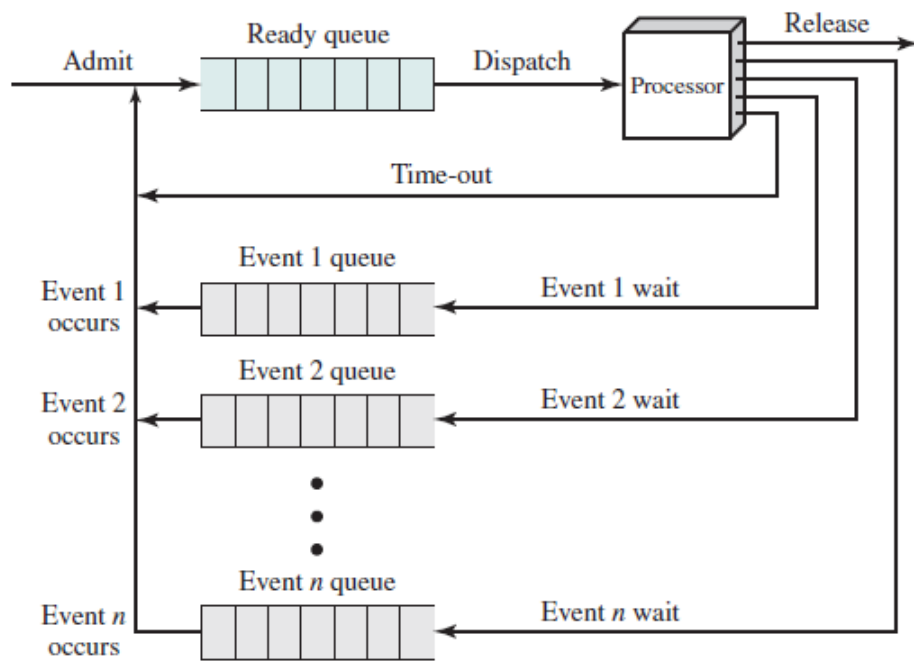 Ready queue
Release
Admit
Dispatch
Processor
Time-out
Event 1 queue
Event 1
occurs
Event 1 wait
Event 2 queue
Event 2
occurs
Event 2 wait
Event n queue
Event n
occurs
Event n wait